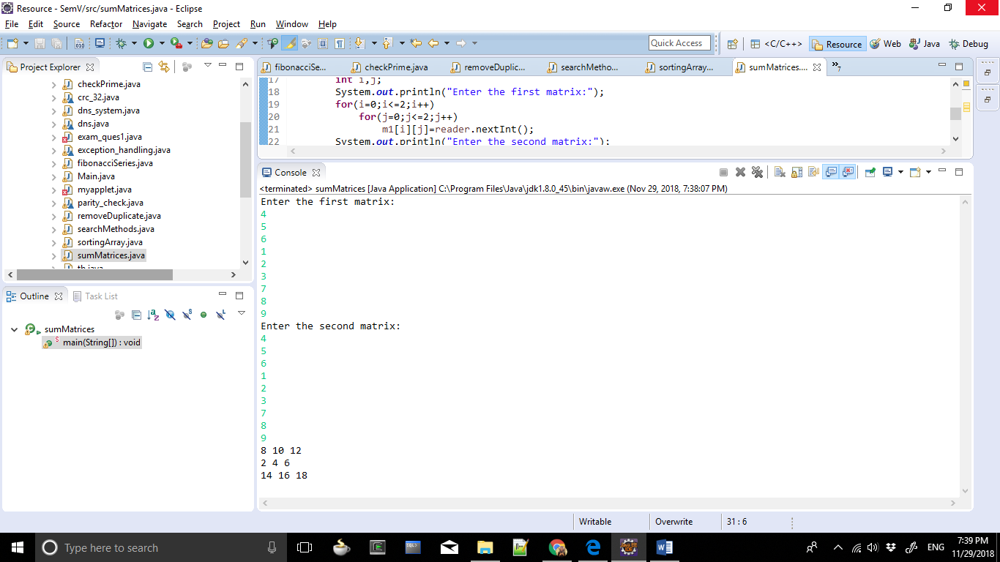 Resource - SemV/src/sumMatrices.java - Eclipse
File Edit Source Refactor Navigate Search Project Run Window Help
Quick Access
<C/C++> Resource Web Java Debug
Project Explorer
checkPrime.java
crc_32.java
dns_system.java
dns.java
exam_ques1.java
exception_handling.java
fibonacciSeries.java
Main.java
myapplet.java
parity_check.java
removeDuplicate.java
searchMethods.java
sortingArray.java
sumMatrices.java
th.java
Outline Task List
sumMatrices
main(String[]) : void
fibonacciSe... checkPrime.java removeDuplic... searchMetho... sortingArray... sumMatrices.... »7
17 int i,j;
18 System.out.println("Enter the first matrix:");
19 for(i=0;i<=2;i++)
20 for(j=0;j<=2;j++)
21 m1[i][j]=reader.nextInt();
22 System.out.println("Enter the second matrix:");
Console
<terminated> sumMatrices [Java Application] C:\Program Files\Java\jdk1.8.0_45\bin\javaw.exe (Nov 29, 2018, 7:38:07 PM)
Enter the first matrix:
4
5
6
1
2
3
7
8
9
Enter the second matrix:
4
5
6
1
2
3
7
8
9
8 10 12
2 4 6
14 16 18
Writable Overwrite 31 : 6
Type here to search
ENG
7:39 PM
11/29/2018